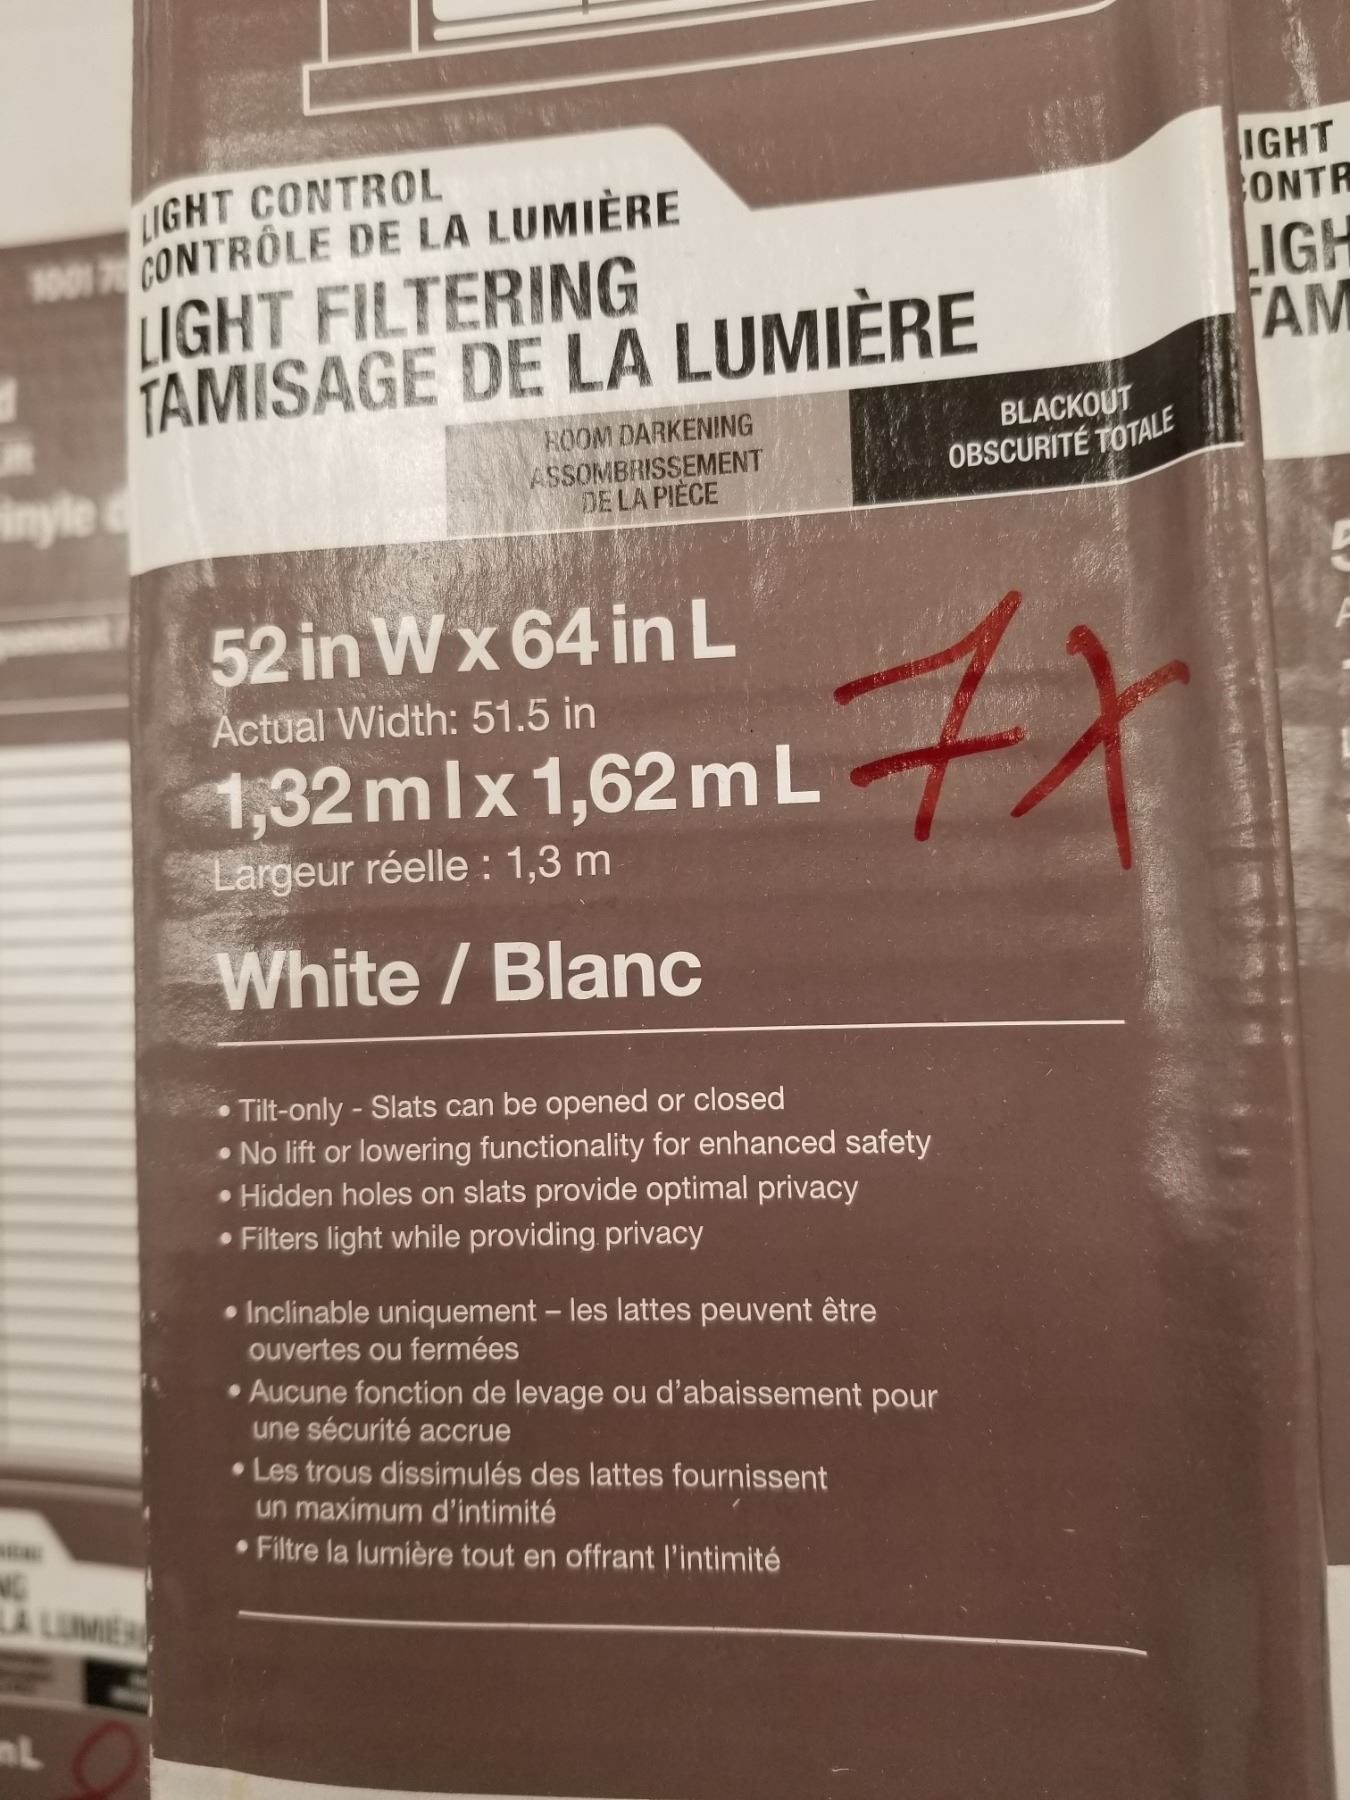 LIGHT CONTROL
CONTRÔLE DE LA LUMIÈRE
LIGHT FILTERING
TAMISAGE DE LA LUMIÈRE
ROOM DARKENING
ASSOMBRISSEMENT
DE LA PIÈCE
BLACKOUT
OBSCURITÉ TOTALE
52 in W x 64 in L
Actual Width: 51.5 in
1,32 m l x 1,62 m L
Largeur réelle : 1,3 m
7X
White / Blanc
• Tilt-only - Slats can be opened or closed
• No lift or lowering functionality for enhanced safety
• Hidden holes on slats provide optimal privacy
• Filters light while providing privacy
• Inclinable uniquement – les lattes peuvent être
ouvertes ou fermées
• Aucune fonction de levage ou d'abaissement pour
une sécurité accrue
• Les trous dissimulés des lattes fournissent
un maximum d'intimité
• Filtre la lumière tout en offrant l'intimité